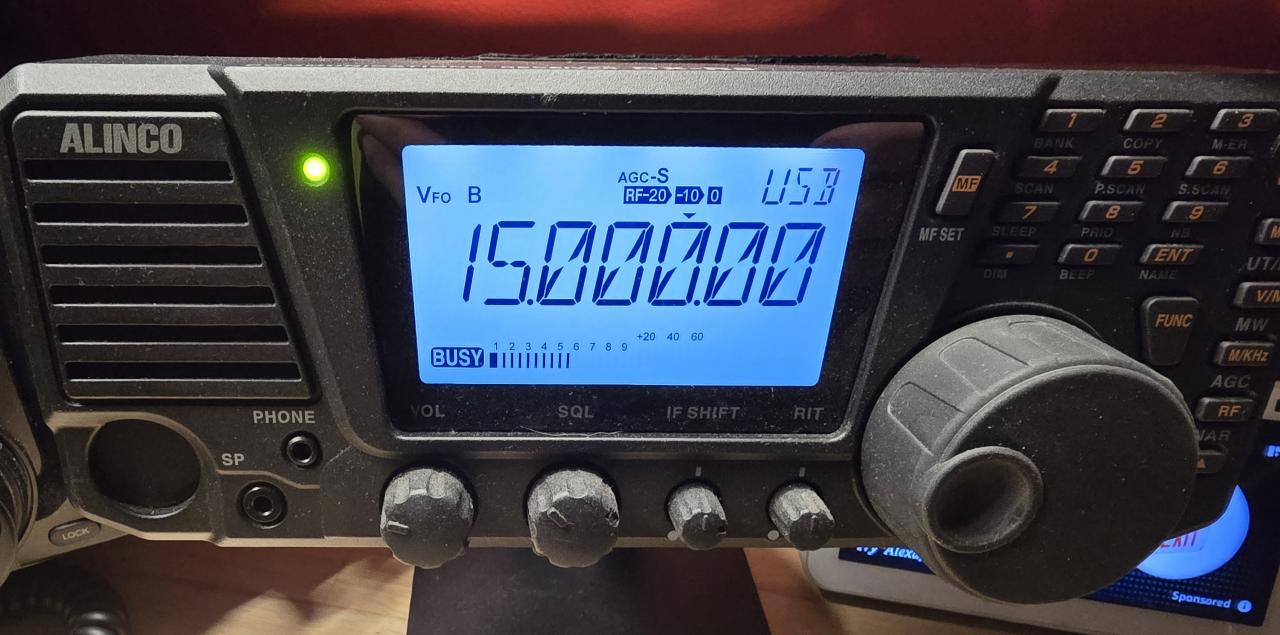 ALINCO
AGC-S
VFO B
RF-20 -10 0
USB
15.000.00
+20 40 60
1 2 3 4 5 6 7 8 9
BUSY
VOL SQL IF SHIFT RIT
PHONE
SP
LOCK
MF
MF SET
1 2 3
BANK COPY M-ER
4 5 6
SCAN P.SCAN S.SCAN
7 8 9
SLEEP PRIO NB
. 0 ENT
DIM BEEP NAME
FUNC
MW
M/KHz
AGC
RF
Sponsored